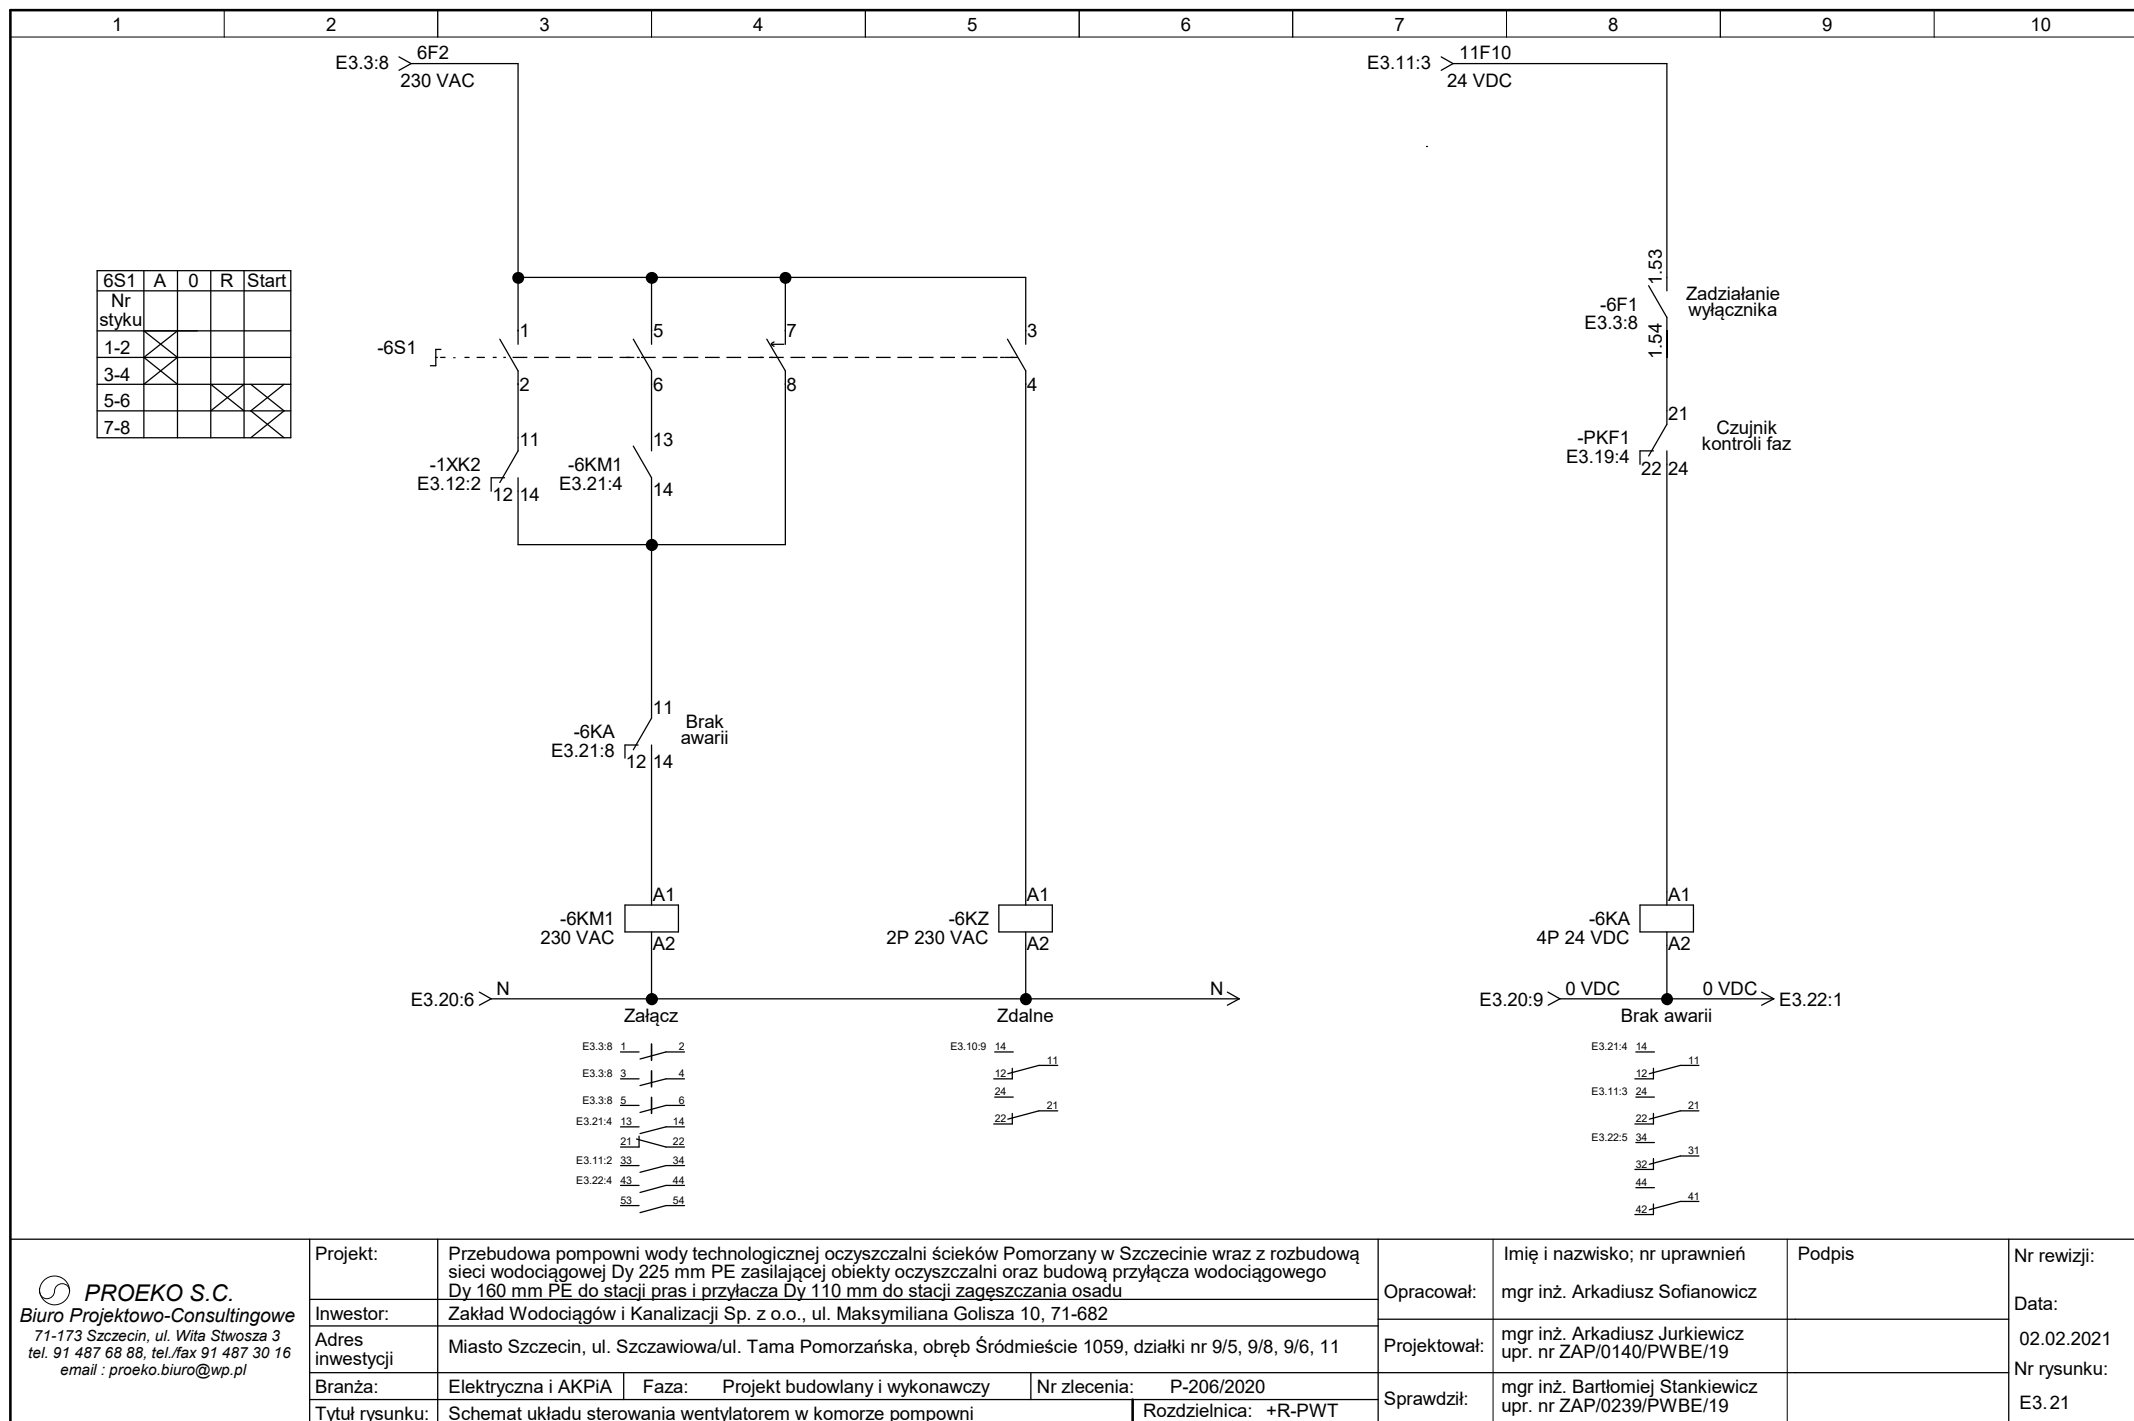 1 2 3 4 5 6 7 8 9 10
E3.3:8 6F2
230 VAC
E3.11:3 11F10
24 VDC
6S1 A 0 R Start
Nr
styku
1-2
3-4
5-6
7-8
-6S1
1
2
5
6
7
8
3
4
-1XK2
E3.12:2
11
12 14
-6KM1
E3.21:4
13
14
-6KA
E3.21:8
11
12 14
Brak
awarii
-6F1
E3.3:8
1.53
1.54
Zadziałanie
wyłącznika
-PKF1
E3.19:4
21
22 24
Czujnik
kontroli faz
-6KM1
230 VAC
A1
A2
-6KZ
2P 230 VAC
A1
A2
-6KA
4P 24 VDC
A1
A2
E3.20:6 N N
E3.20:9 0 VDC 0 VDC E3.22:1
Załącz
Zdalne
Brak awarii
E3.3:8 1 2
E3.3:8 3 4
E3.3:8 5 6
E3.21:4 13 14
21 22
E3.11:2 33 34
E3.22:4 43 44
53 54
E3.10:9 14
11
12
24
21
22
E3.21:4 14
11
12
E3.11:3 24
21
22
E3.22:5 34
31
32
44
41
42
PROEKO S.C.
Biuro Projektowo-Consultingowe
71-173 Szczecin, ul. Wita Stwosza 3
tel. 91 487 68 88, tel./fax 91 487 30 16
email : proeko.biuro@wp.pl
Projekt:
Przebudowa pompowni wody technologicznej oczyszczalni ścieków Pomorzany w Szczecinie wraz z rozbudową
sieci wodociągowej Dy 225 mm PE zasilającej obiekty oczyszczalni oraz budową przyłącza wodociągowego
Dy 160 mm PE do stacji pras i przyłacza Dy 110 mm do stacji zagęszczania osadu
Inwestor: Zakład Wodociągów i Kanalizacji Sp. z o.o., ul. Maksymiliana Golisza 10, 71-682
Adres
inwestycji
Miasto Szczecin, ul. Szczawiowa/ul. Tama Pomorzańska, obręb Śródmieście 1059, działki nr 9/5, 9/8, 9/6, 11
Branża: Elektryczna i AKPiA Faza: Projekt budowlany i wykonawczy Nr zlecenia: P-206/2020
Tytuł rysunku: Schemat układu sterowania wentylatorem w komorze pompowni Rozdzielnica: +R-PWT
Imię i nazwisko; nr uprawnień Podpis
Opracował: mgr inż. Arkadiusz Sofianowicz
Projektował: mgr inż. Arkadiusz Jurkiewicz
upr. nr ZAP/0140/PWBE/19
Sprawdził: mgr inż. Bartłomiej Stankiewicz
upr. nr ZAP/0239/PWBE/19
Nr rewizji:
Data:
02.02.2021
Nr rysunku:
E3.21